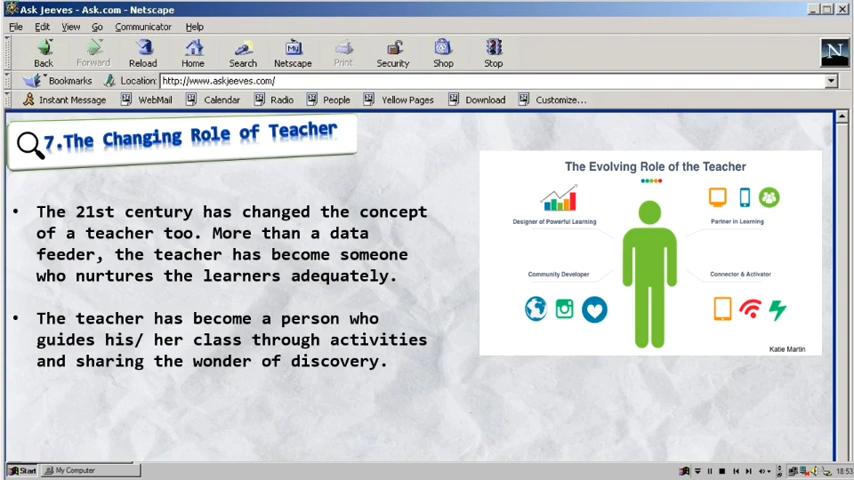 Ask Jeeves - Ask.com - Netscape
File Edit View Go Communicator Help
Back Forward Reload Home Search Netscape Print Security Shop Stop
Bookmarks Location: http://www.askjeeves.com/
Instant Message WebMail Calendar Radio People Yellow Pages Download Customize...
7.The Changing Role of Teacher
• The 21st century has changed the concept
of a teacher too. More than a data
feeder, the teacher has become someone
who nurtures the learners adequately.
• The teacher has become a person who
guides his/ her class through activities
and sharing the wonder of discovery.
The Evolving Role of the Teacher
Designer of Powerful Learning
Partner in Learning
Community Developer
Connector & Activator
Katie Martin
Start My Computer 18:53